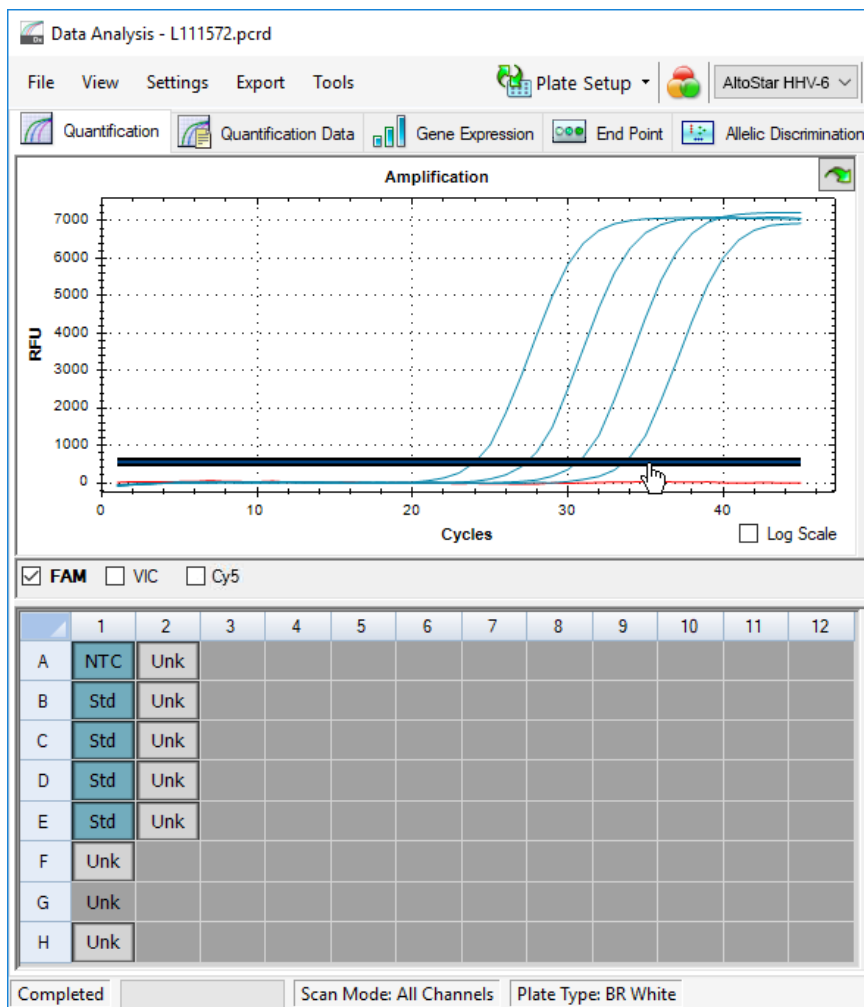 Data Analysis - L111572.pcrd
File View Settings Export Tools Plate Setup AltoStar HHV-6
Quantification Quantification Data Gene Expression End Point Allelic Discrimination
Amplification
7000
6000
5000
4000
3000
2000
1000
0
RFU
0 10 20 30 40
Cycles
Log Scale
FAM VIC Cy5
1 2 3 4 5 6 7 8 9 10 11 12
A NTC Unk
B Std Unk
C Std Unk
D Std Unk
E Std Unk
F Unk
G Unk
H Unk
Completed Scan Mode: All Channels Plate Type: BR White